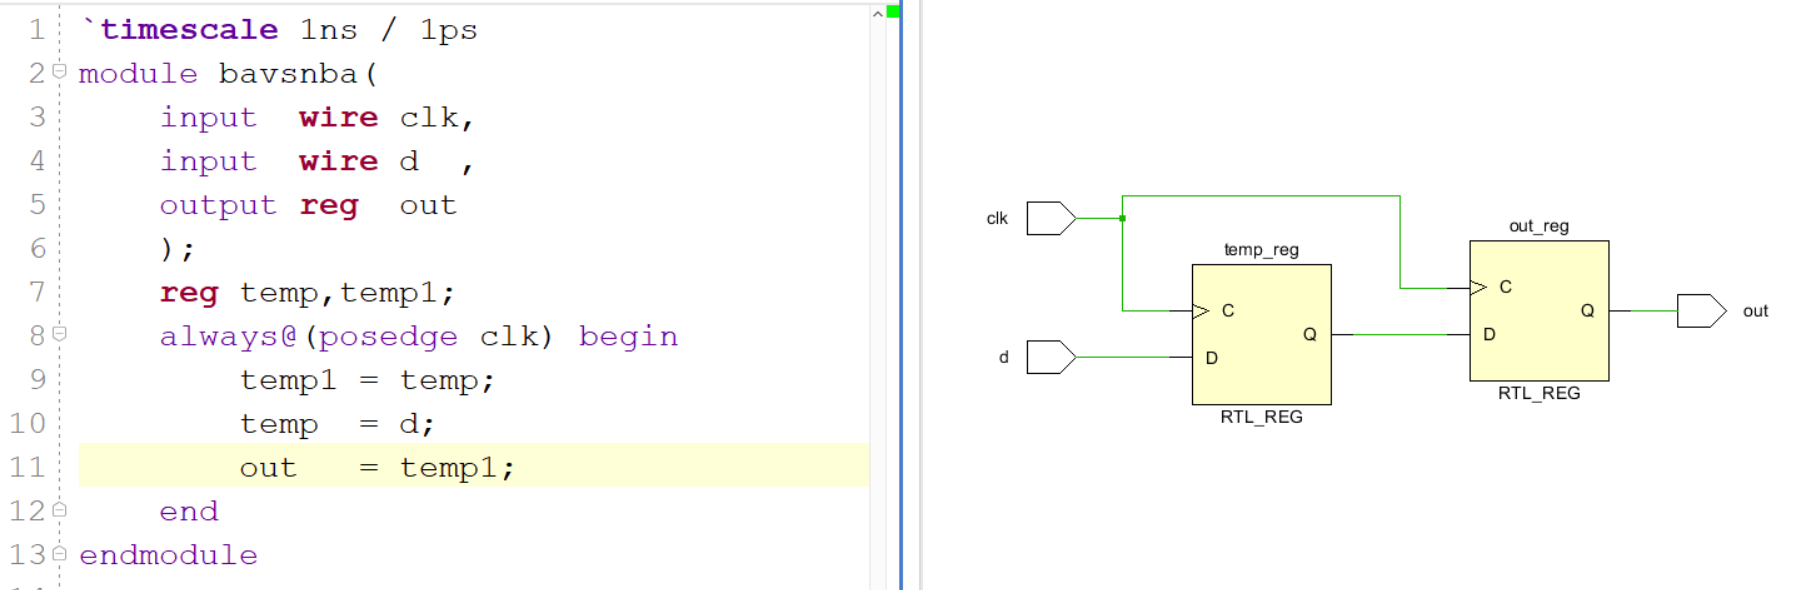 1 `timescale 1ns / 1ps
2 module bavsnba(
3 input wire clk,
4 input wire d ,
5 output reg out
6 );
7 reg temp,temp1;
8 always@(posedge clk) begin
9 temp1 = temp;
10 temp = d;
11 out = temp1;
12 end
13 endmodule
clk
d
temp_reg
C
D
Q
RTL_REG
out_reg
C
D
Q
RTL_REG
out